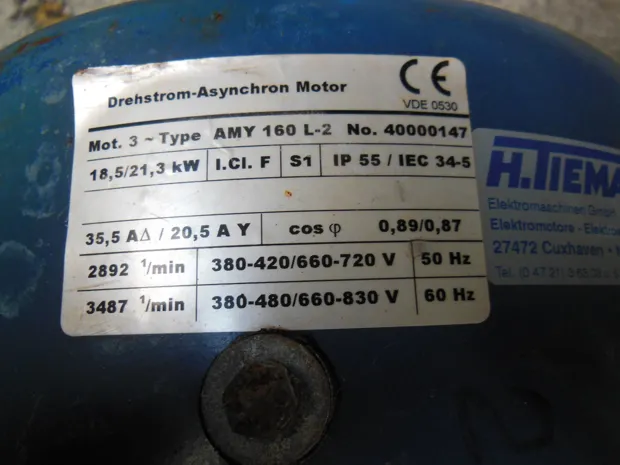 Drehstrom-Asynchron Motor
CE
VDE 0530
Mot. 3 ~ Type AMY 160 L-2 No. 40000147
18,5/21,3 kW I.Cl. F S1 IP 55 / IEC 34-5
35,5 A∆ / 20,5 A Y cos φ 0,89/0,87
2892 ¹/min 380-420/660-720 V 50 Hz
3487 ¹/min 380-480/660-830 V 60 Hz
Elektromaschinen GmbH
Elektromotore -
27472 Cuxhaven